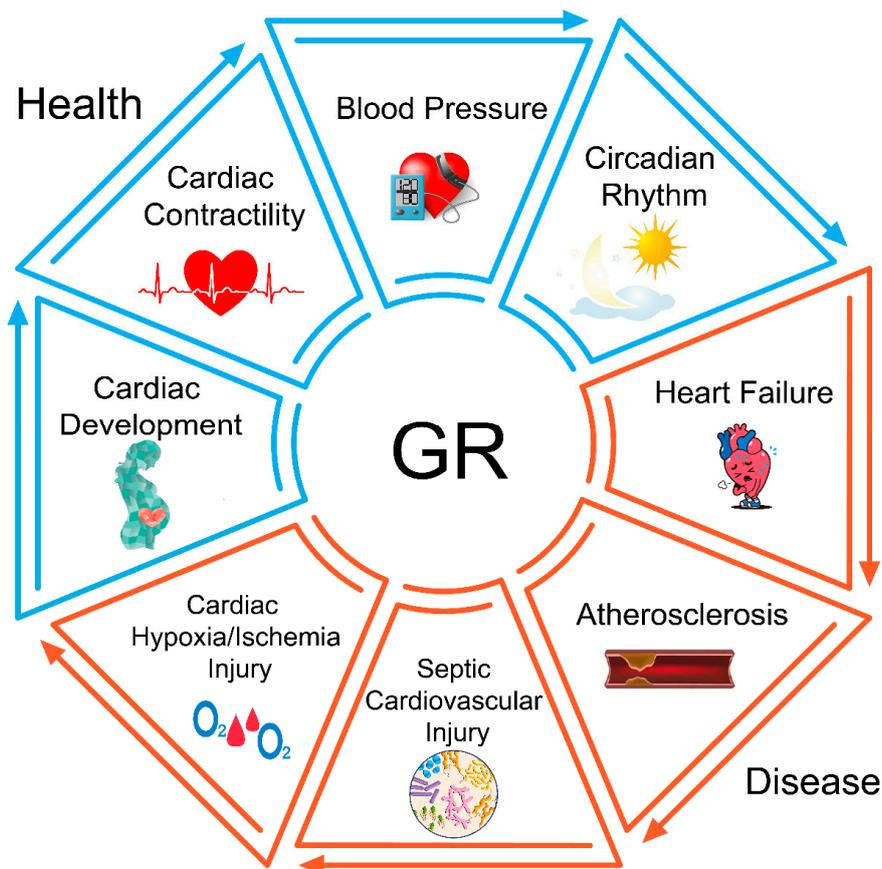 Health
Blood Pressure
120
80
Circadian
Rhythm
Cardiac
Contractility
Cardiac
Development
GR
Heart Failure
Cardiac
Hypoxia/Ischemia
Injury
O2
O2
Septic
Cardiovascular
Injury
Atherosclerosis
Disease